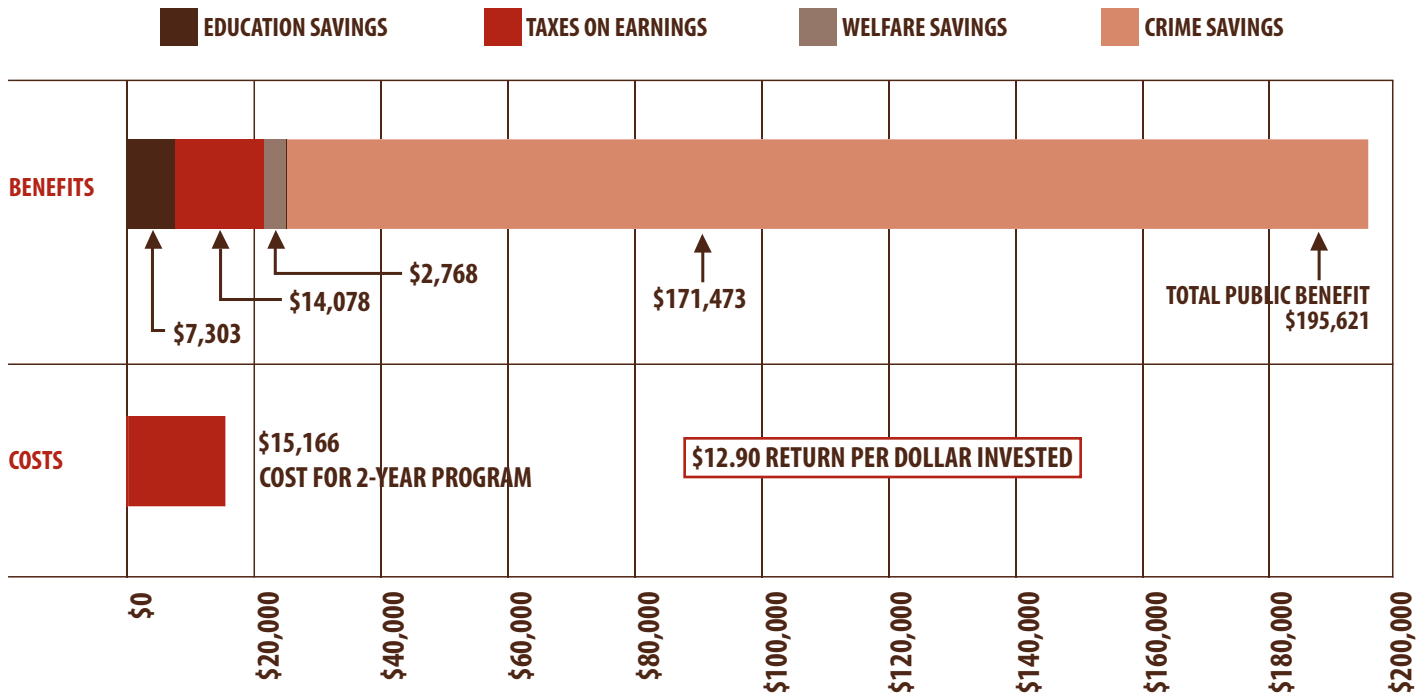 EDUCATION SAVINGS
TAXES ON EARNINGS
WELFARE SAVINGS
CRIME SAVINGS
BENEFITS
$2,768
$14,078
$7,303
$171,473
TOTAL PUBLIC BENEFIT
$195,621
COSTS
$15,166
COST FOR 2-YEAR PROGRAM
$12.90 RETURN PER DOLLAR INVESTED
$0
$20,000
$40,000
$60,000
$80,000
$100,000
$120,000
$140,000
$160,000
$180,000
$200,000